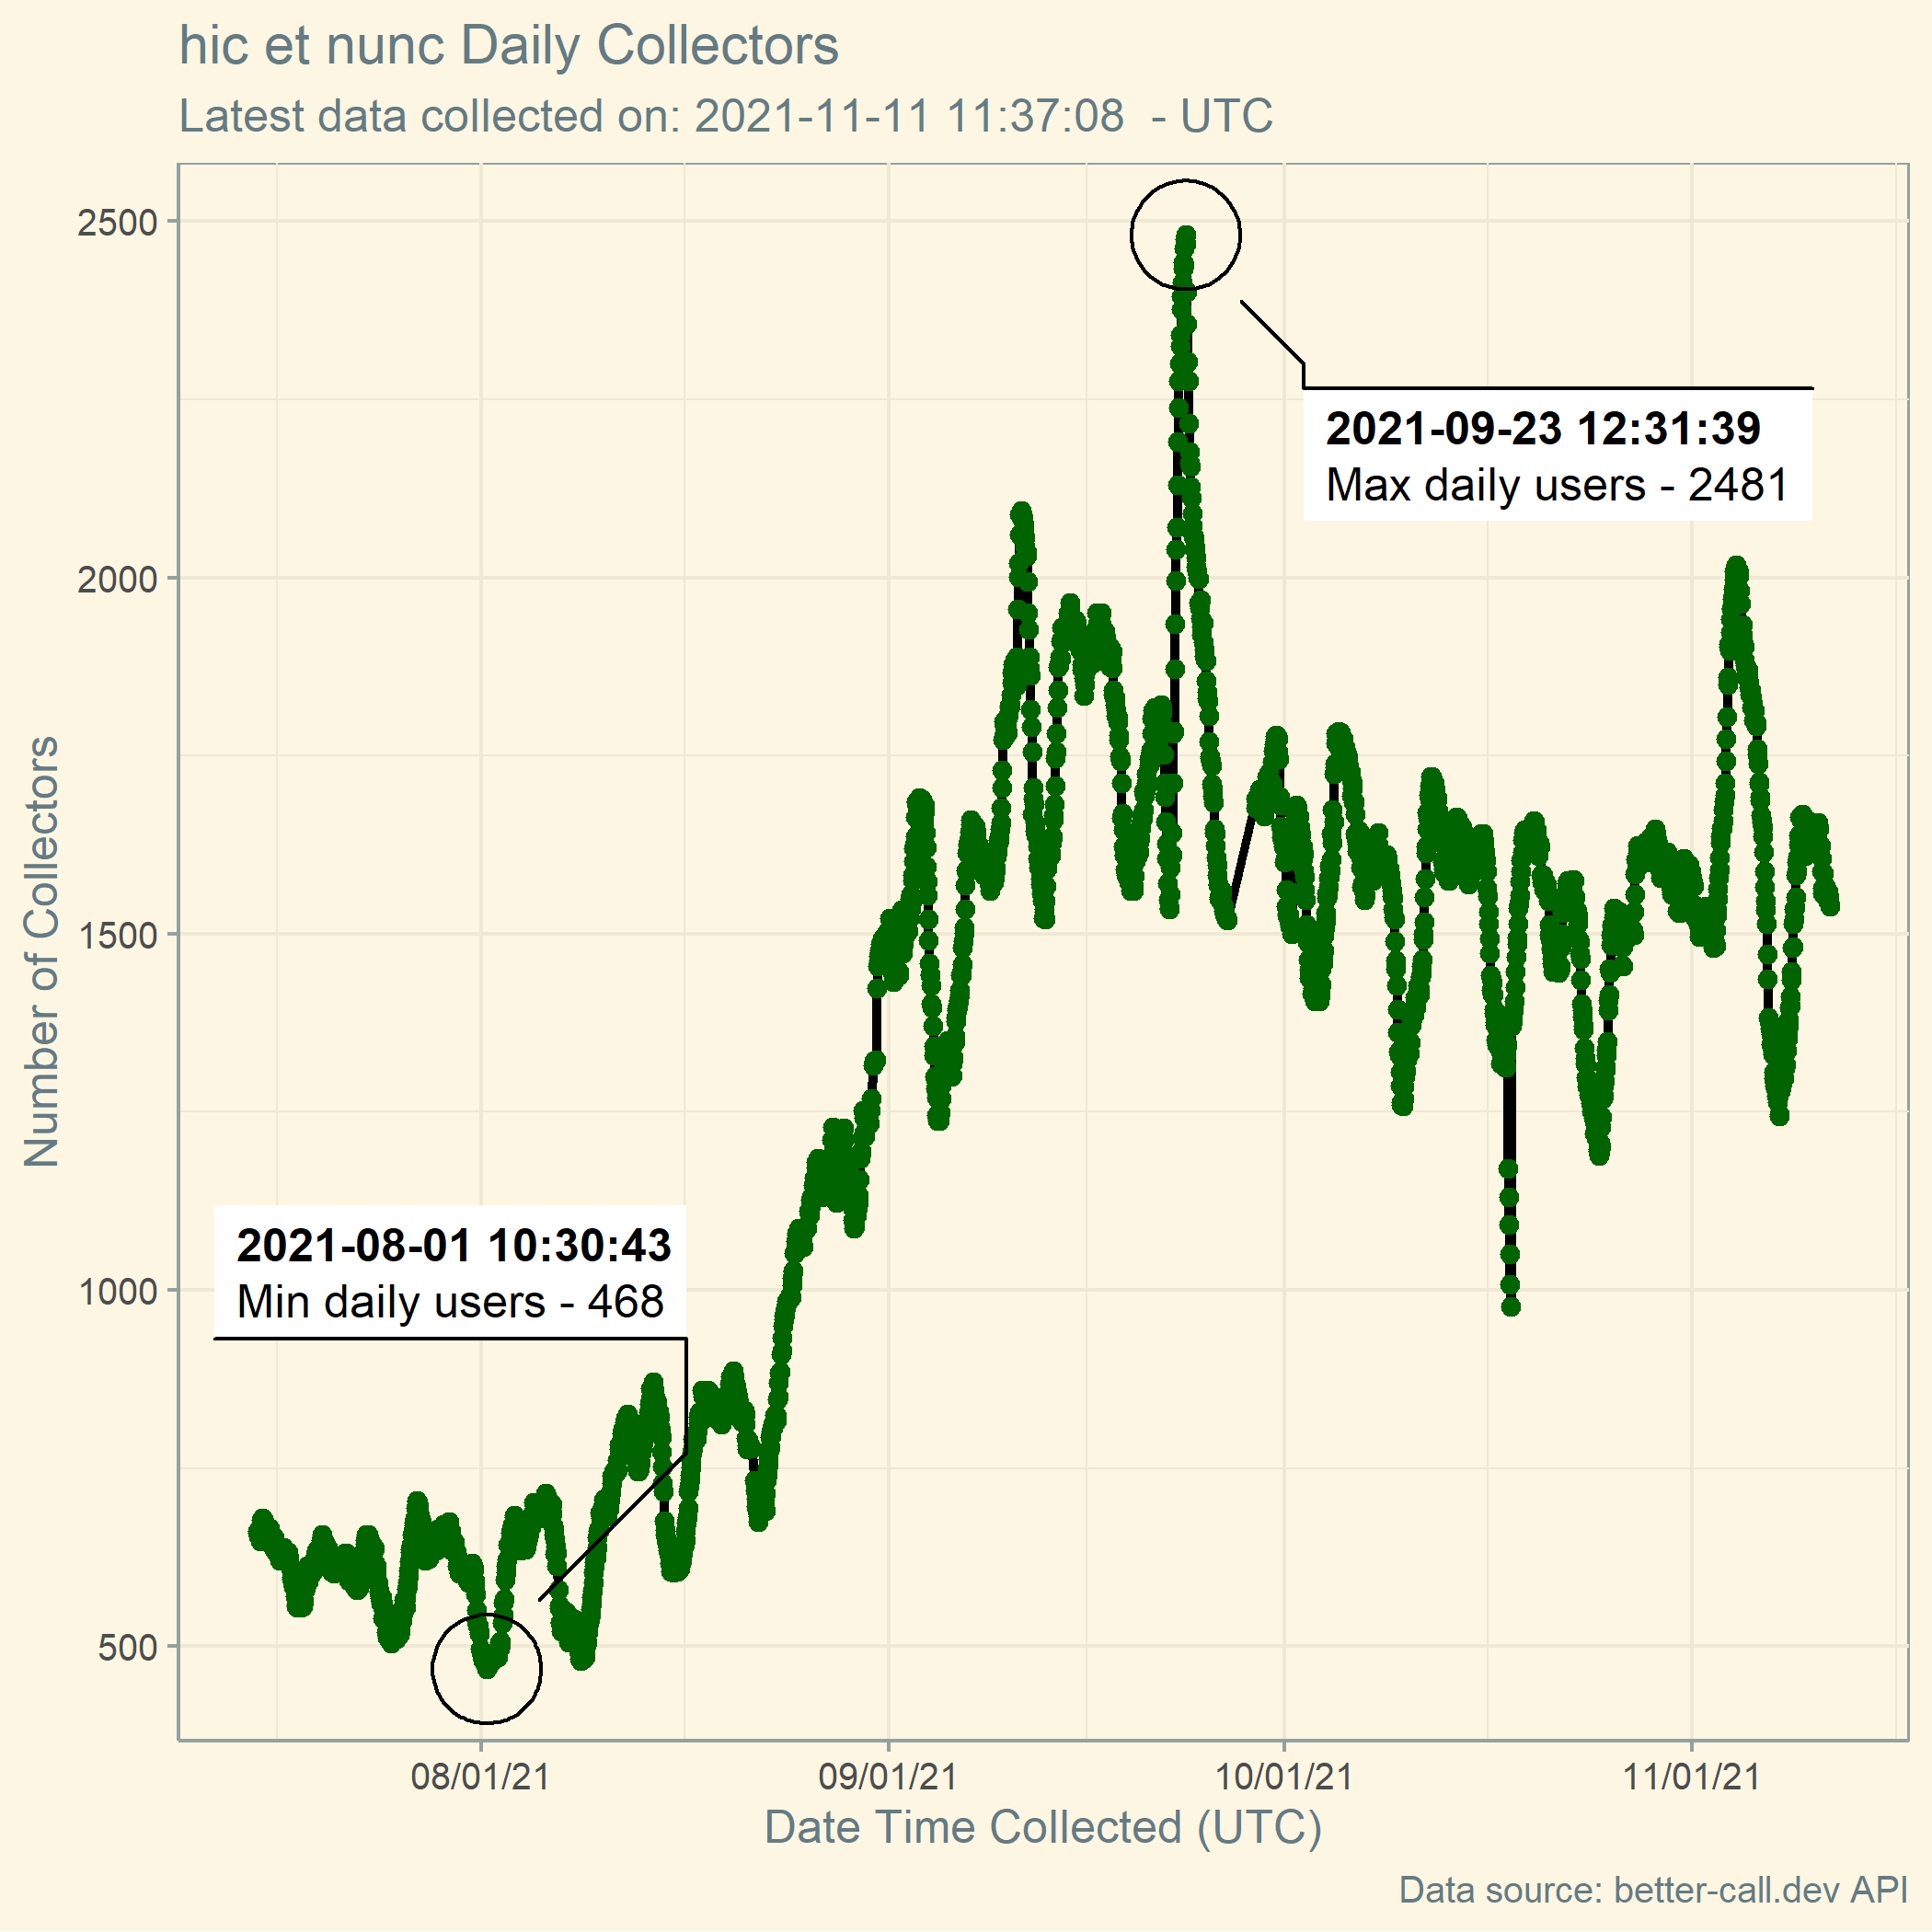 hic et nunc Daily Collectors
Latest data collected on: 2021-11-11 11:37:08  - UTC
Number of Collectors
2500
2000
1500
1000
500
2021-09-23 12:31:39
Max daily users - 2481
2021-08-01 10:30:43
Min daily users - 468
08/01/21
09/01/21
10/01/21
11/01/21
Date Time Collected (UTC)
Data source: better-call.dev API